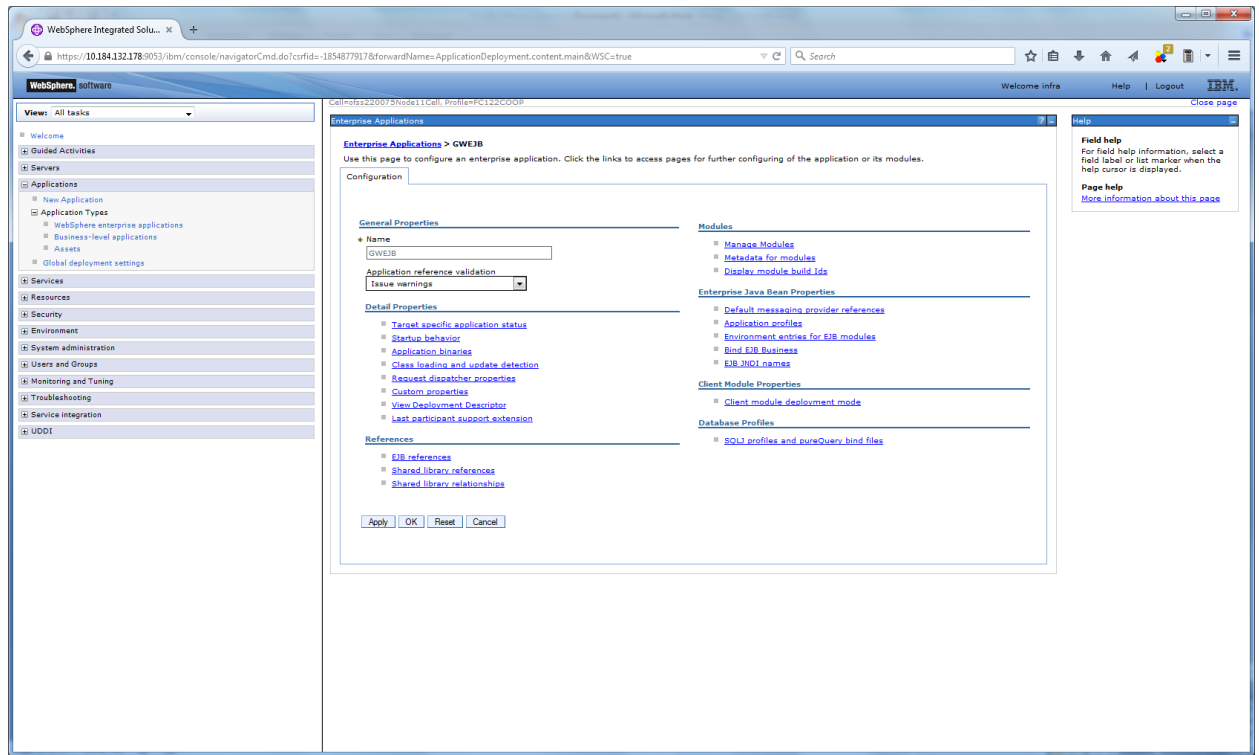 WebSphere Integrated Solu... × +
https://10.184.132.178:9053/ibm/console/navigatorCmd.do?csrfid=-1854877917&forwardName=ApplicationDeployment.content.main&WSC=true
Search
2
WebSphere. software
Welcome infra
Help | Logout
IBM.
View: All tasks
Welcome
Guided Activities
Servers
Applications
New Application
Application Types
WebSphere enterprise applications
Business-level applications
Assets
Global deployment settings
Services
Resources
Security
Environment
System administration
Users and Groups
Monitoring and Tuning
Troubleshooting
Service integration
UDDI
Cell=ofss220075Node11Cell, Profile=FC122COOP
Close page
Enterprise Applications
? -
Enterprise Applications > GWEJB
Use this page to configure an enterprise application. Click the links to access pages for further configuring of the application or its modules.
Configuration
General Properties
Name
GWEJB
Application reference validation
Issue warnings
Detail Properties
Target specific application status
Startup behavior
Application binaries
Class loading and update detection
Request dispatcher properties
Custom properties
View Deployment Descriptor
Last participant support extension
References
EJB references
Shared library references
Shared library relationships
Apply OK Reset Cancel
Modules
Manage Modules
Metadata for modules
Display module build Ids
Enterprise Java Bean Properties
Default messaging provider references
Application profiles
Environment entries for EJB modules
Bind EJB Business
EJB JNDI names
Client Module Properties
Client module deployment mode
Database Profiles
SQLJ profiles and pureQuery bind files
Help
Field help
For field help information, select a
field label or list marker when the
help cursor is displayed.
Page help
More information about this page